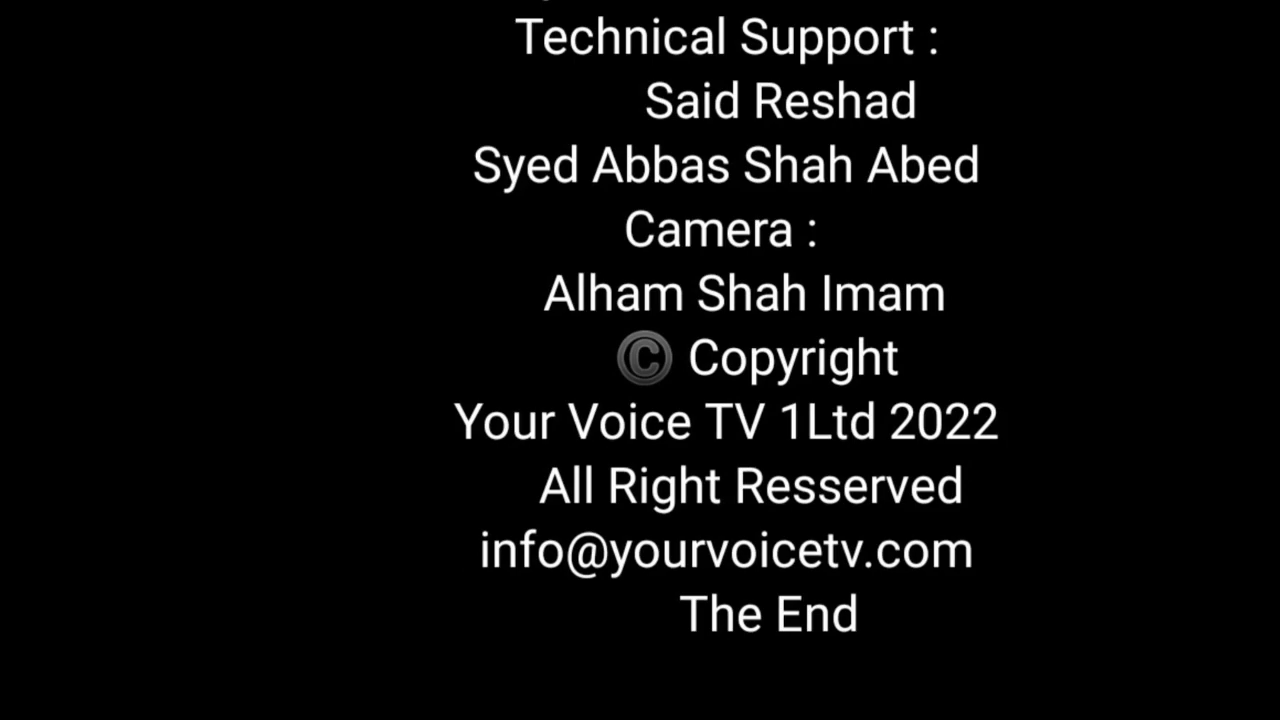 Technical Support :
Said Reshad
Syed Abbas Shah Abed
Camera :
Alham Shah Imam
© Copyright
Your Voice TV 1Ltd 2022
All Right Resserved
info@yourvoicetv.com
The End